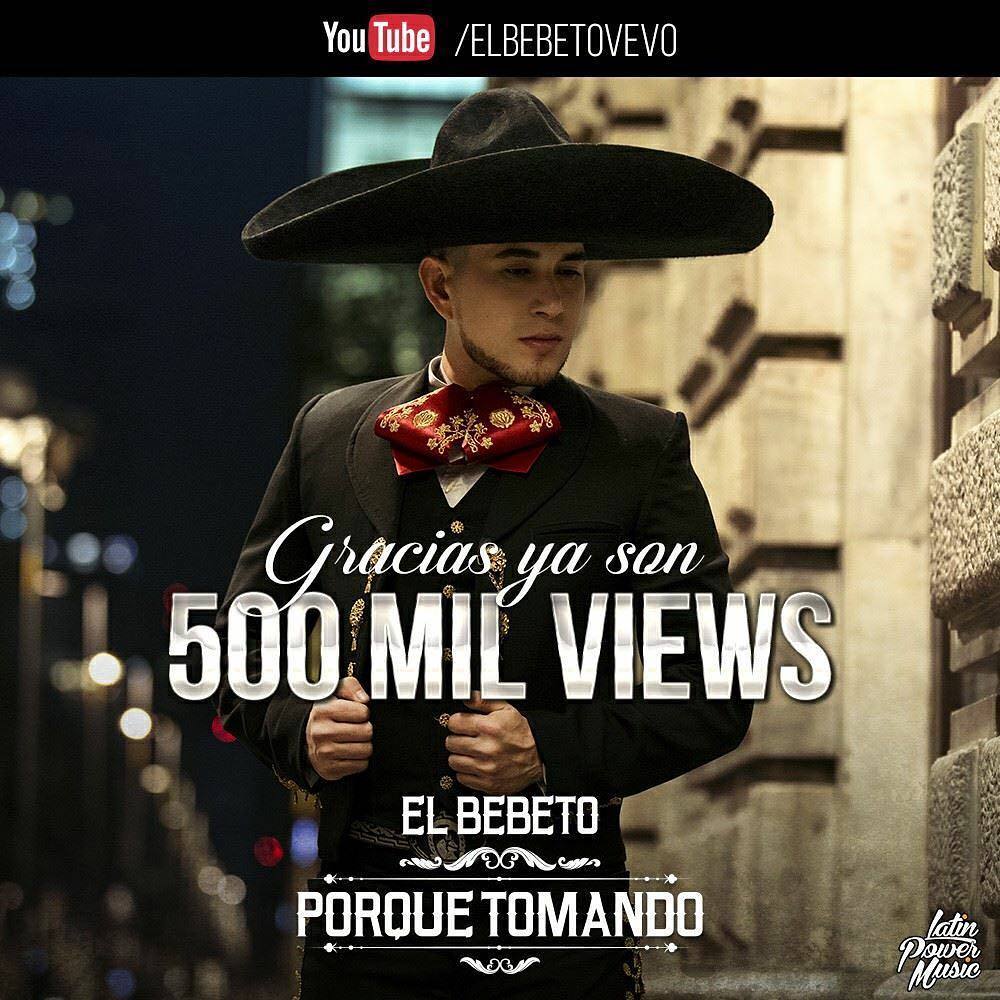 YouTube /ELBEBETOVEVO
Gracias ya son
500 MIL VIEWS
EL BEBETO
PORQUE TOMANDO
Latin
Power
Music